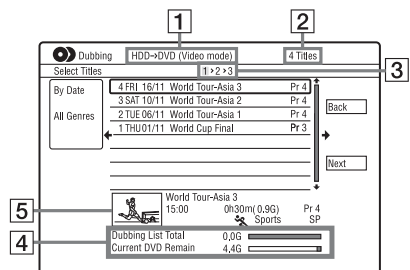 1
2
Dubbing HDD→DVD (Video mode) 4 Titles
3
Select Titles 1 › 2 › 3
By Date
All Genres
4 FRI 16/11 World Tour-Asia 3 Pr 4
3 SAT 10/11 World Tour-Asia 2 Pr 4
2 TUE 06/11 World Tour-Asia 1 Pr 4
1 THU 01/11 World Cup Final Pr 3
Back
Next
5
World Tour-Asia 3
15:00 0h30m( 0.9G) Pr 4
Sports SP
4
Dubbing List Total 0,0G
Current DVD Remain 4,4G